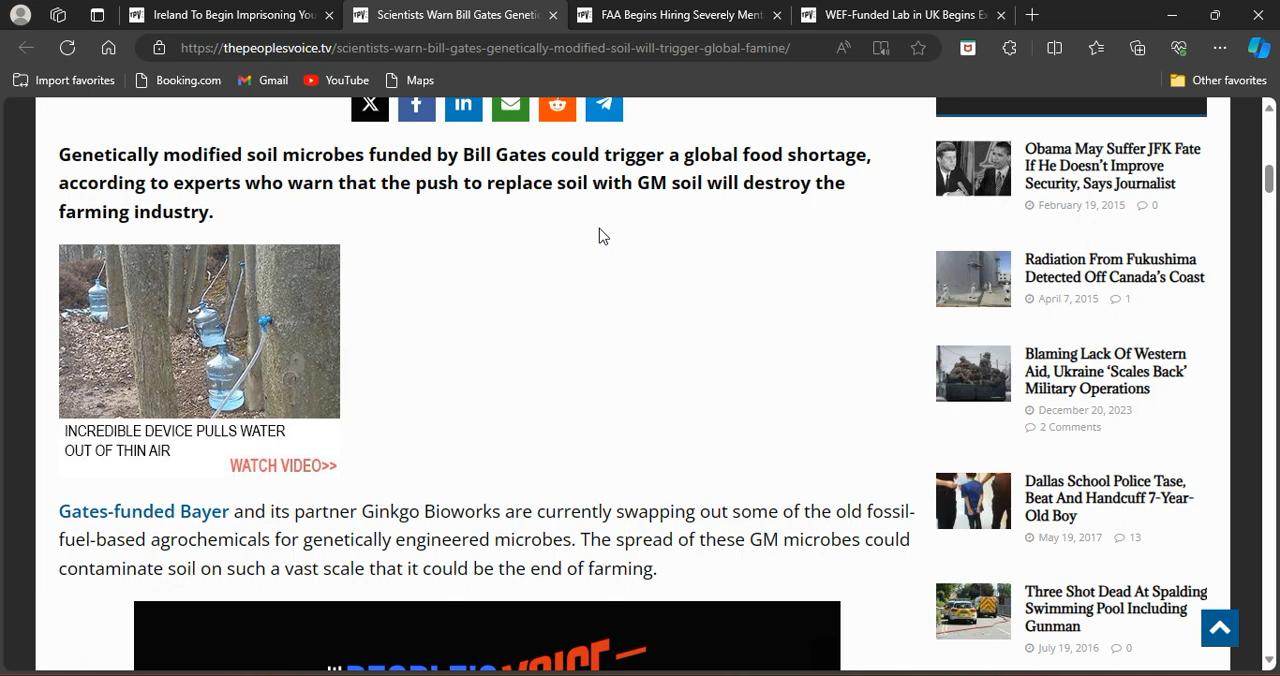 Ireland To Begin Imprisoning You
Scientists Warn Bill Gates Geneti
FAA Begins Hiring Severely Ment
WEF-Funded Lab in UK Begins E
https://thepeoplesvoice.tv/scientists-warn-bill-gates-genetically-modified-soil-will-trigger-global-famine/
Import favorites
Booking.com
Gmail
YouTube
Maps
Other favorites
Genetically modified soil microbes funded by Bill Gates could trigger a global food shortage,
according to experts who warn that the push to replace soil with GM soil will destroy the
farming industry.
INCREDIBLE DEVICE PULLS WATER
OUT OF THIN AIR
WATCH VIDEO>>
Gates-funded Bayer and its partner Ginkgo Bioworks are currently swapping out some of the old fossil-
fuel-based agrochemicals for genetically engineered microbes. The spread of these GM microbes could
contaminate soil on such a vast scale that it could be the end of farming.
PEOPLE'S VOICE
Obama May Suffer JFK Fate
If He Doesn't Improve
Security, Says Journalist
February 19, 2015 0
Radiation From Fukushima
Detected Off Canada's Coast
April 7, 2015 1
Blaming Lack Of Western
Aid, Ukraine 'Scales Back'
Military Operations
December 20, 2023
2 Comments
Dallas School Police Tase,
Beat And Handcuff 7-Year-
Old Boy
May 19, 2017 13
Three Shot Dead At Spalding
Swimming Pool Including
Gunman
July 19, 2016 0